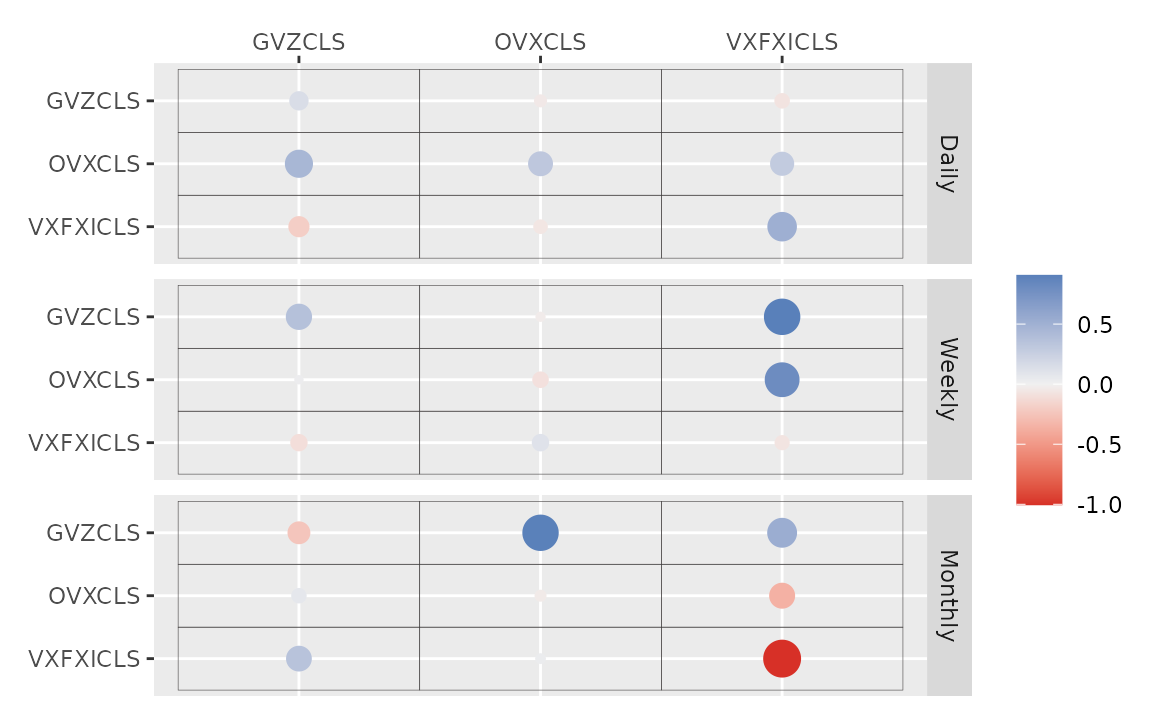 GVZCLS OVXCLS VXFXICLS
GVZCLS
OVXCLS
VXFXICLS
Daily
GVZCLS
OVXCLS
VXFXICLS
Weekly
GVZCLS
OVXCLS
VXFXICLS
Monthly
0.5
0.0
-0.5
-1.0